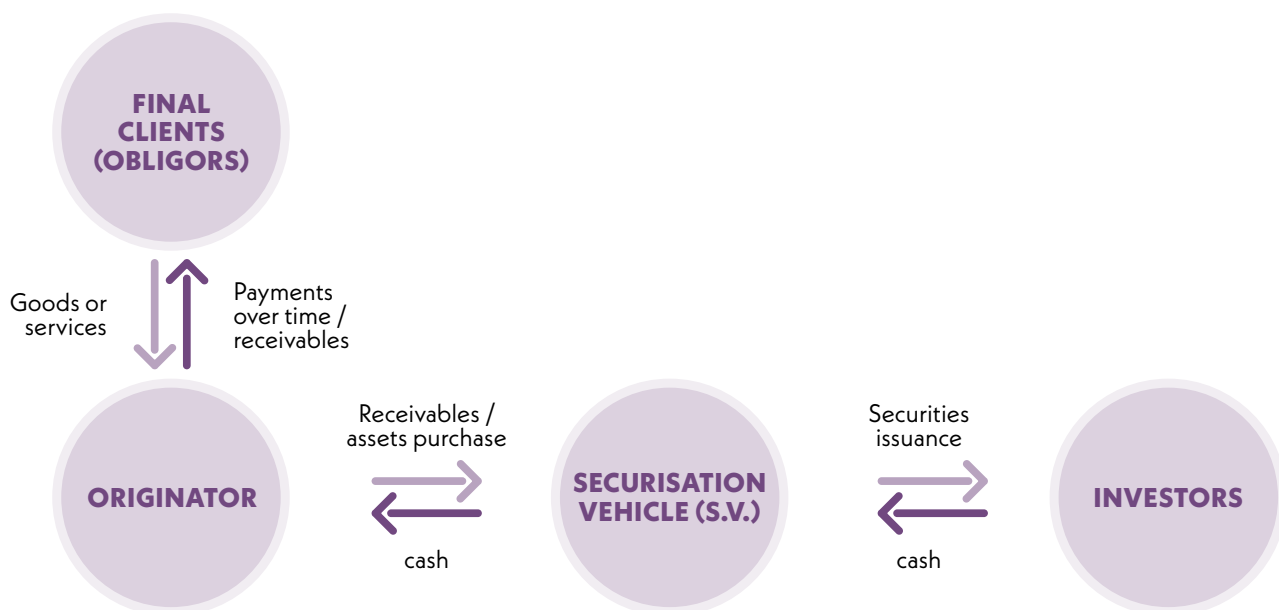 FINAL
CLIENTS
(OBLIGORS)
Goods or
services
Payments
over time /
receivables
Receivables /
assets purchase
Securities
issuance
ORIGINATOR
SECURISATION
VEHICLE (S.V.)
INVESTORS
cash
cash